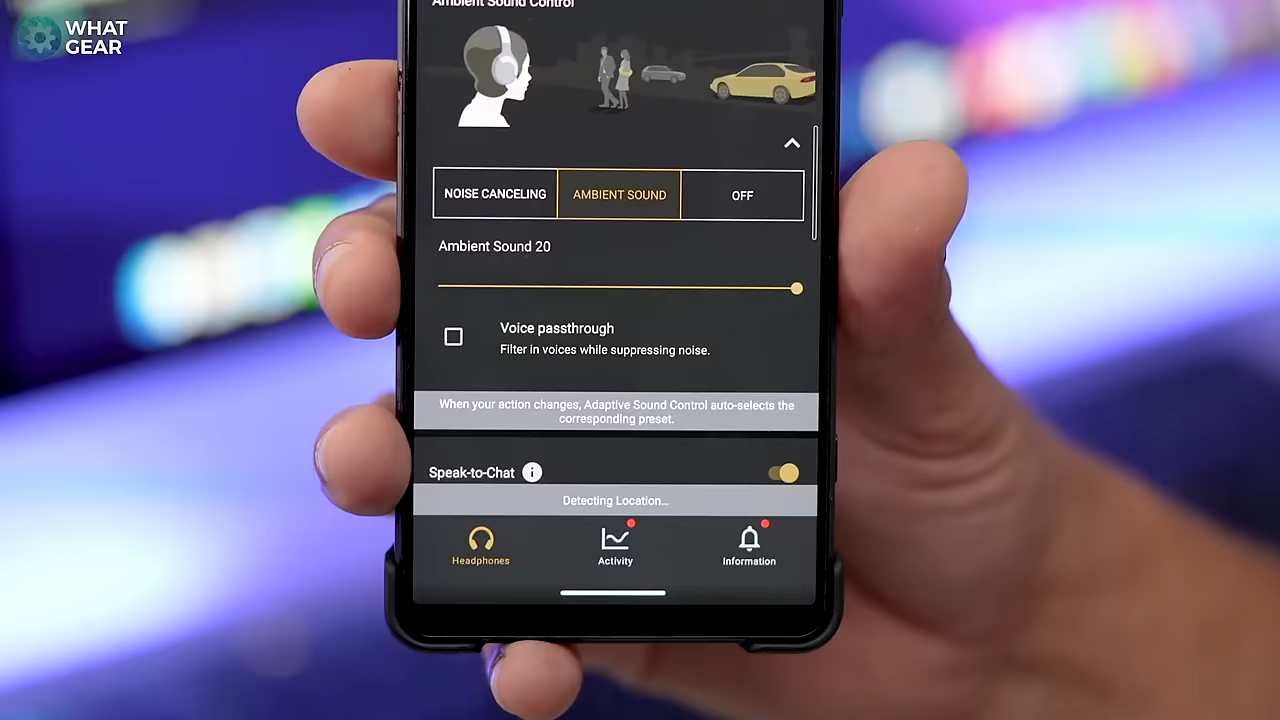 WHAT
GEAR
Ambient Sound Control
NOISE CANCELING
AMBIENT SOUND
OFF
Ambient Sound 20
Voice passthrough
Filter in voices while suppressing noise.
When your action changes, Adaptive Sound Control auto-selects the
corresponding preset.
Speak-to-Chat i
Detecting Location...
Headphones
Activity
Information